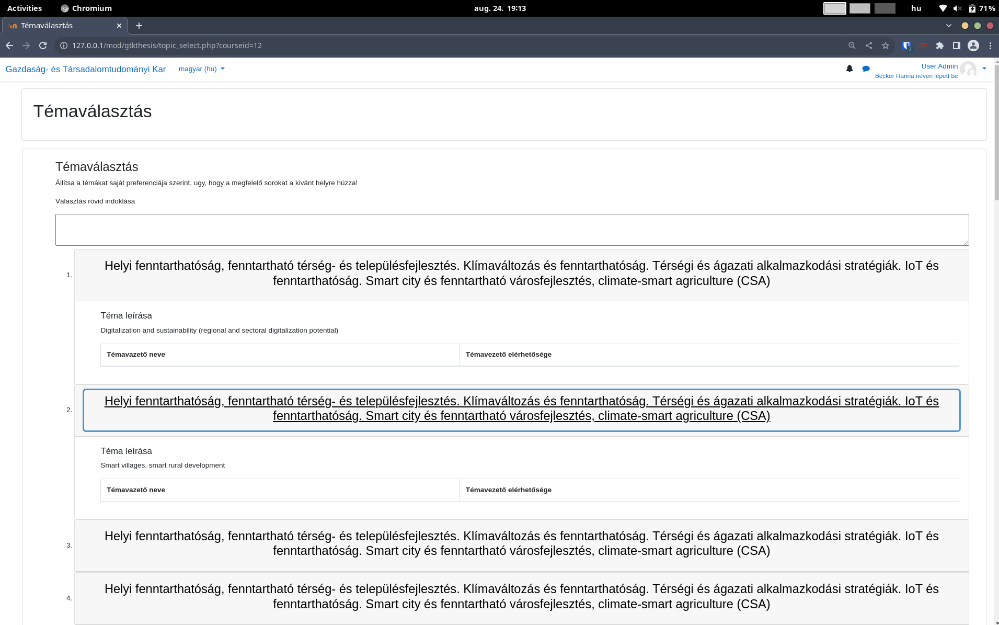 Activities
Chromium
aug. 24.  19:13
hu
71%
Témaválasztás
127.0.0.1/mod/gtkthesis/topic_select.php?courseid=12
2
Gazdaság- és Társadalomtudományi Kar
magyar (hu)
User Admin
Becker Hanna néven lépett be
Témaválasztás
Témaválasztás
Állítsa a témákat saját preferenciája szerint, ugy, hogy a megfelelő sorokat a kivánt helyre húzza!
Választás rövid indoklása
1.
Helyi fenntarthatóság, fenntartható térség- és településfejlesztés. Klímaváltozás és fenntarthatóság. Térségi és ágazati alkalmazkodási stratégiák. IoT és
fenntarthatóság. Smart city és fenntartható városfejlesztés, climate-smart agriculture (CSA)
Téma leírása
Digitalization and sustainability (regional and sectoral digitalization potential)
Témavazető neve
Témavezető elérhetősége
2.
Helyi fenntarthatóság, fenntartható térség- és településfejlesztés. Klímaváltozás és fenntarthatóság. Térségi és ágazati alkalmazkodási stratégiák. IoT és
fenntarthatóság. Smart city és fenntartható városfejlesztés, climate-smart agriculture (CSA)
Téma leírása
Smart villages, smart rural development
Témavazető neve
Témavezető elérhetősége
3.
Helyi fenntarthatóság, fenntartható térség- és településfejlesztés. Klímaváltozás és fenntarthatóság. Térségi és ágazati alkalmazkodási stratégiák. IoT és
fenntarthatóság. Smart city és fenntartható városfejlesztés, climate-smart agriculture (CSA)
4.
Helyi fenntarthatóság, fenntartható térség- és településfejlesztés. Klímaváltozás és fenntarthatóság. Térségi és ágazati alkalmazkodási stratégiák. IoT és
fenntarthatóság. Smart city és fenntartható városfejlesztés, climate-smart agriculture (CSA)